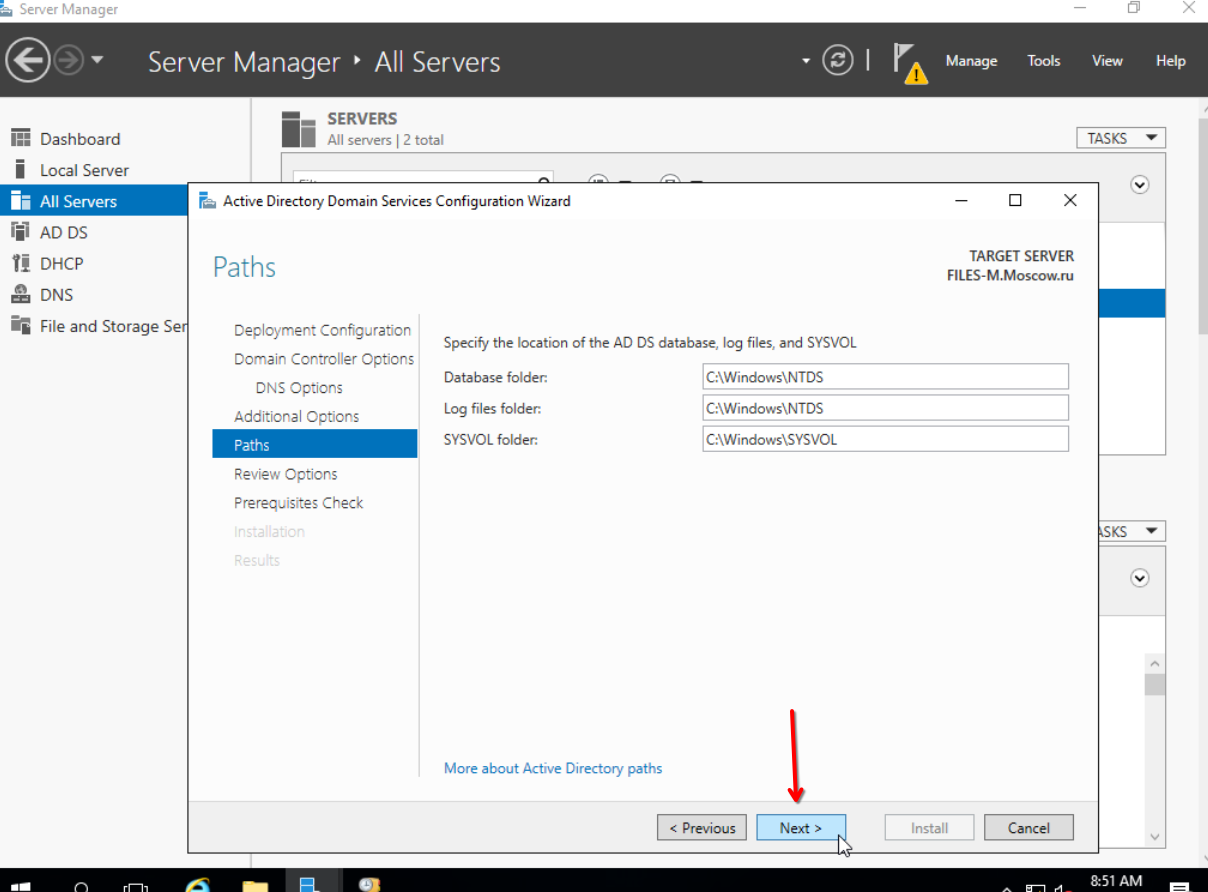 Server Manager
Server Manager ‣ All Servers
Manage Tools View Help
Dashboard
Local Server
All Servers
AD DS
DHCP
DNS
File and Storage Ser
SERVERS
All servers | 2 total
TASKS
Active Directory Domain Services Configuration Wizard
Paths
TARGET SERVER
FILES-M.Moscow.ru
Deployment Configuration
Domain Controller Options
DNS Options
Additional Options
Paths
Review Options
Prerequisites Check
Installation
Results
Specify the location of the AD DS database, log files, and SYSVOL
Database folder: C:\Windows\NTDS
Log files folder: C:\Windows\NTDS
SYSVOL folder: C:\Windows\SYSVOL
More about Active Directory paths
< Previous Next > Install Cancel
8:51 AM